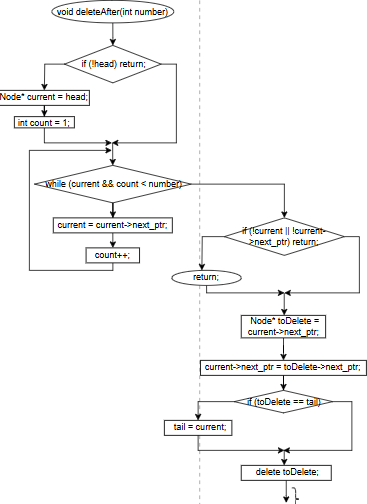 void deleteAfter(int number)
if (!head) return;
Node* current = head;
int count = 1;
while (current && count < number)
current = current->next_ptr;
count++;
if (!current || !current-
>next_ptr) return;
return;
Node* toDelete =
current->next_ptr;
current->next_ptr = toDelete->next_ptr;
if (toDelete == tail)
tail = current;
delete toDelete;
}